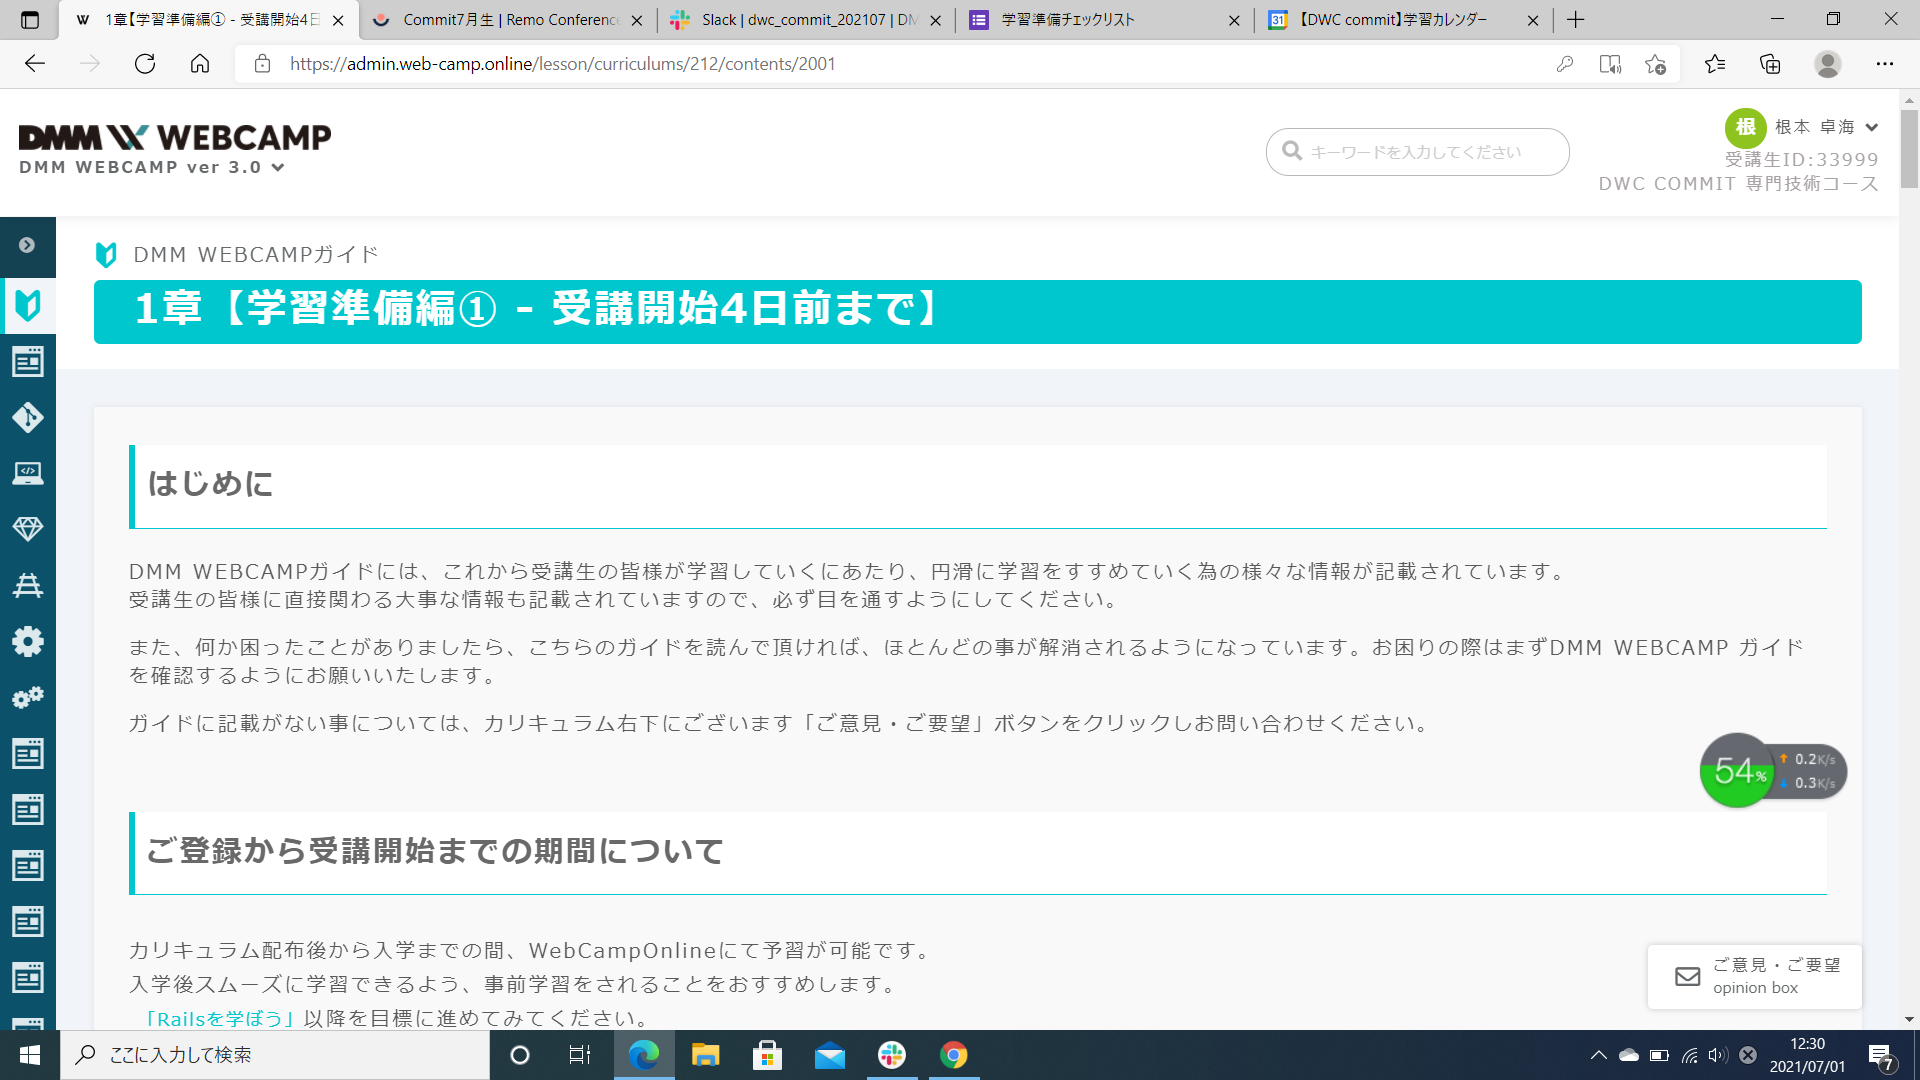 1章【学習準備編① - 受講開始4日
Commit7月生 | Remo Conference
Slack | dwc_commit_202107 | DM
学習準備チェックリスト
【DWC commit】学習カレンダー
https://admin.web-camp.online/lesson/curriculums/212/contents/2001
DMM WEBCAMP
DMM WEBCAMP ver 3.0
キーワードを入力してください
根 根本 卓海
受講生ID:33999
DWC COMMIT 専門技術コース
DMM WEBCAMPガイド
1章【学習準備編① - 受講開始4日前まで】
はじめに
DMM WEBCAMPガイドには、これから受講生の皆様が学習していくにあたり、円滑に学習をすすめていく為の様々な情報が記載されています。
受講生の皆様に直接関わる大事な情報も記載されていますので、必ず目を通すようにしてください。
また、何か困ったことがありましたら、こちらのガイドを読んで頂ければ、ほとんどの事が解消されるようになっています。お困りの際はまずDMM WEBCAMP ガイド
を確認するようにお願いいたします。
ガイドに記載がない事については、カリキュラム右下にございます「ご意見・ご要望」ボタンをクリックしお問い合わせください。
54%
0.2K/s
0.3K/s
ご登録から受講開始までの期間について
カリキュラム配布後から入学までの間、WebCampOnlineにて予習が可能です。
入学後スムーズに学習できるよう、事前学習をされることをおすすめします。
「Railsを学ぼう」以降を目標に進めてみてください。
ご意見・ご要望
opinion box
ここに入力して検索
12:30
2021/07/01
7